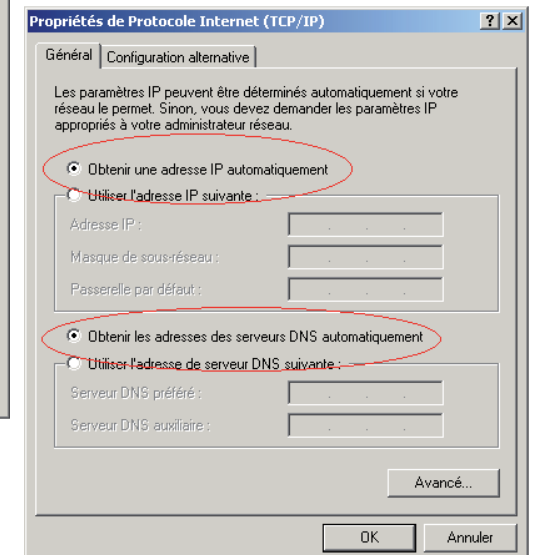 Propriétés de Protocole Internet (TCP/IP)
Général
Configuration alternative
Les paramètres IP peuvent être déterminés automatiquement si votre
réseau le permet. Sinon, vous devez demander les paramètres IP
appropriés à votre administrateur réseau.
Obtenir une adresse IP automatiquement
Utiliser l'adresse IP suivante :
Adresse IP :
Masque de sous-réseau :
Passerelle par défaut :
Obtenir les adresses des serveurs DNS automatiquement
Utiliser l'adresse de serveur DNS suivante :
Serveur DNS préféré :
Serveur DNS auxiliaire :
Avancé...
OK
Annuler